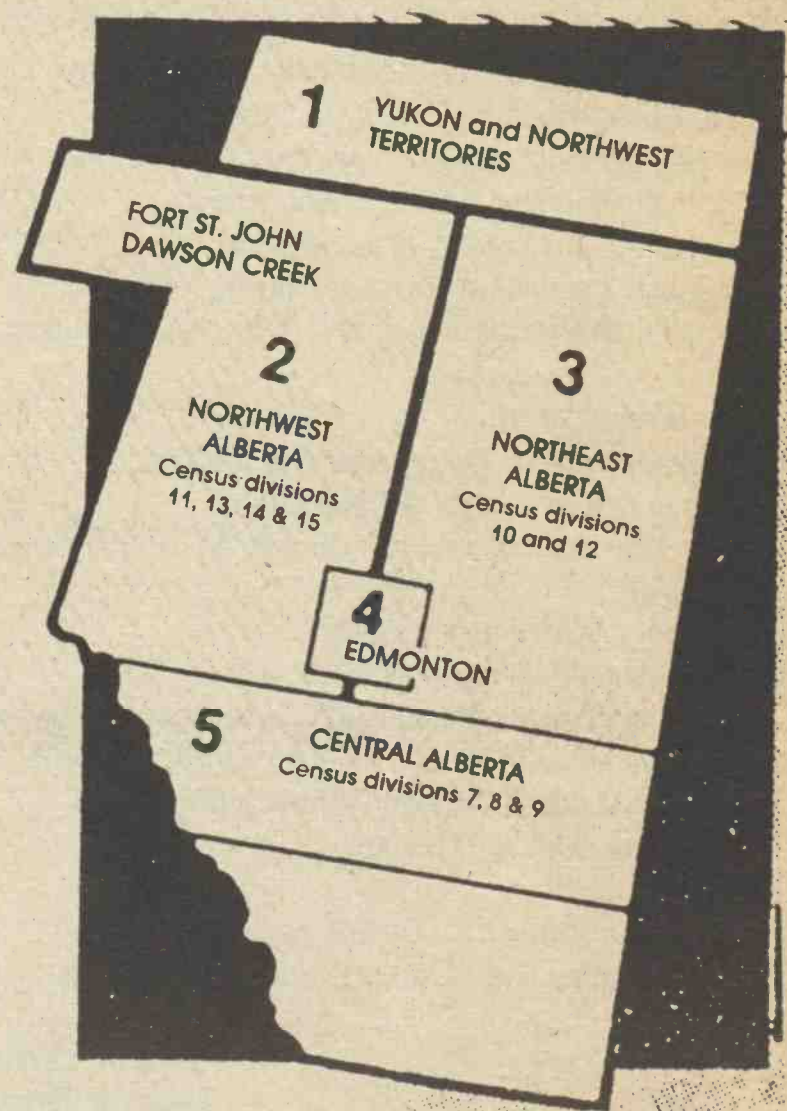 1
YUKON and NORTHWEST
TERRITORIES
FORT ST. JOHN
DAWSON CREEK
2
NORTHWEST
ALBERTA
Census divisions
11, 13, 14 & 15
3
NORTHEAST
ALBERTA
Census divisions
10 and 12
4
EDMONTON
5
CENTRAL ALBERTA
Census divisions 7, 8 & 9